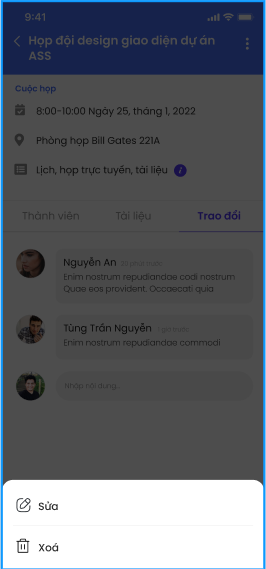 9:41
Họp đội design giao diện dự án
ASS
Cuộc họp
8:00-10:00 Ngày 25, tháng 1, 2022
Phòng họp Bill Gates 221A
Lịch, họp trực tuyến, tài liệu
Thành viên Tài liệu Trao đổi
Nguyễn An
Enim nostrum repudiandae codi nostrum
Quae eos provident. Occaecati quia
Tùng Trần Nguyễn 1 giờ trước
Enim nostrum repudiandae commodi
Nhập nội dung...
Sửa
Xoá